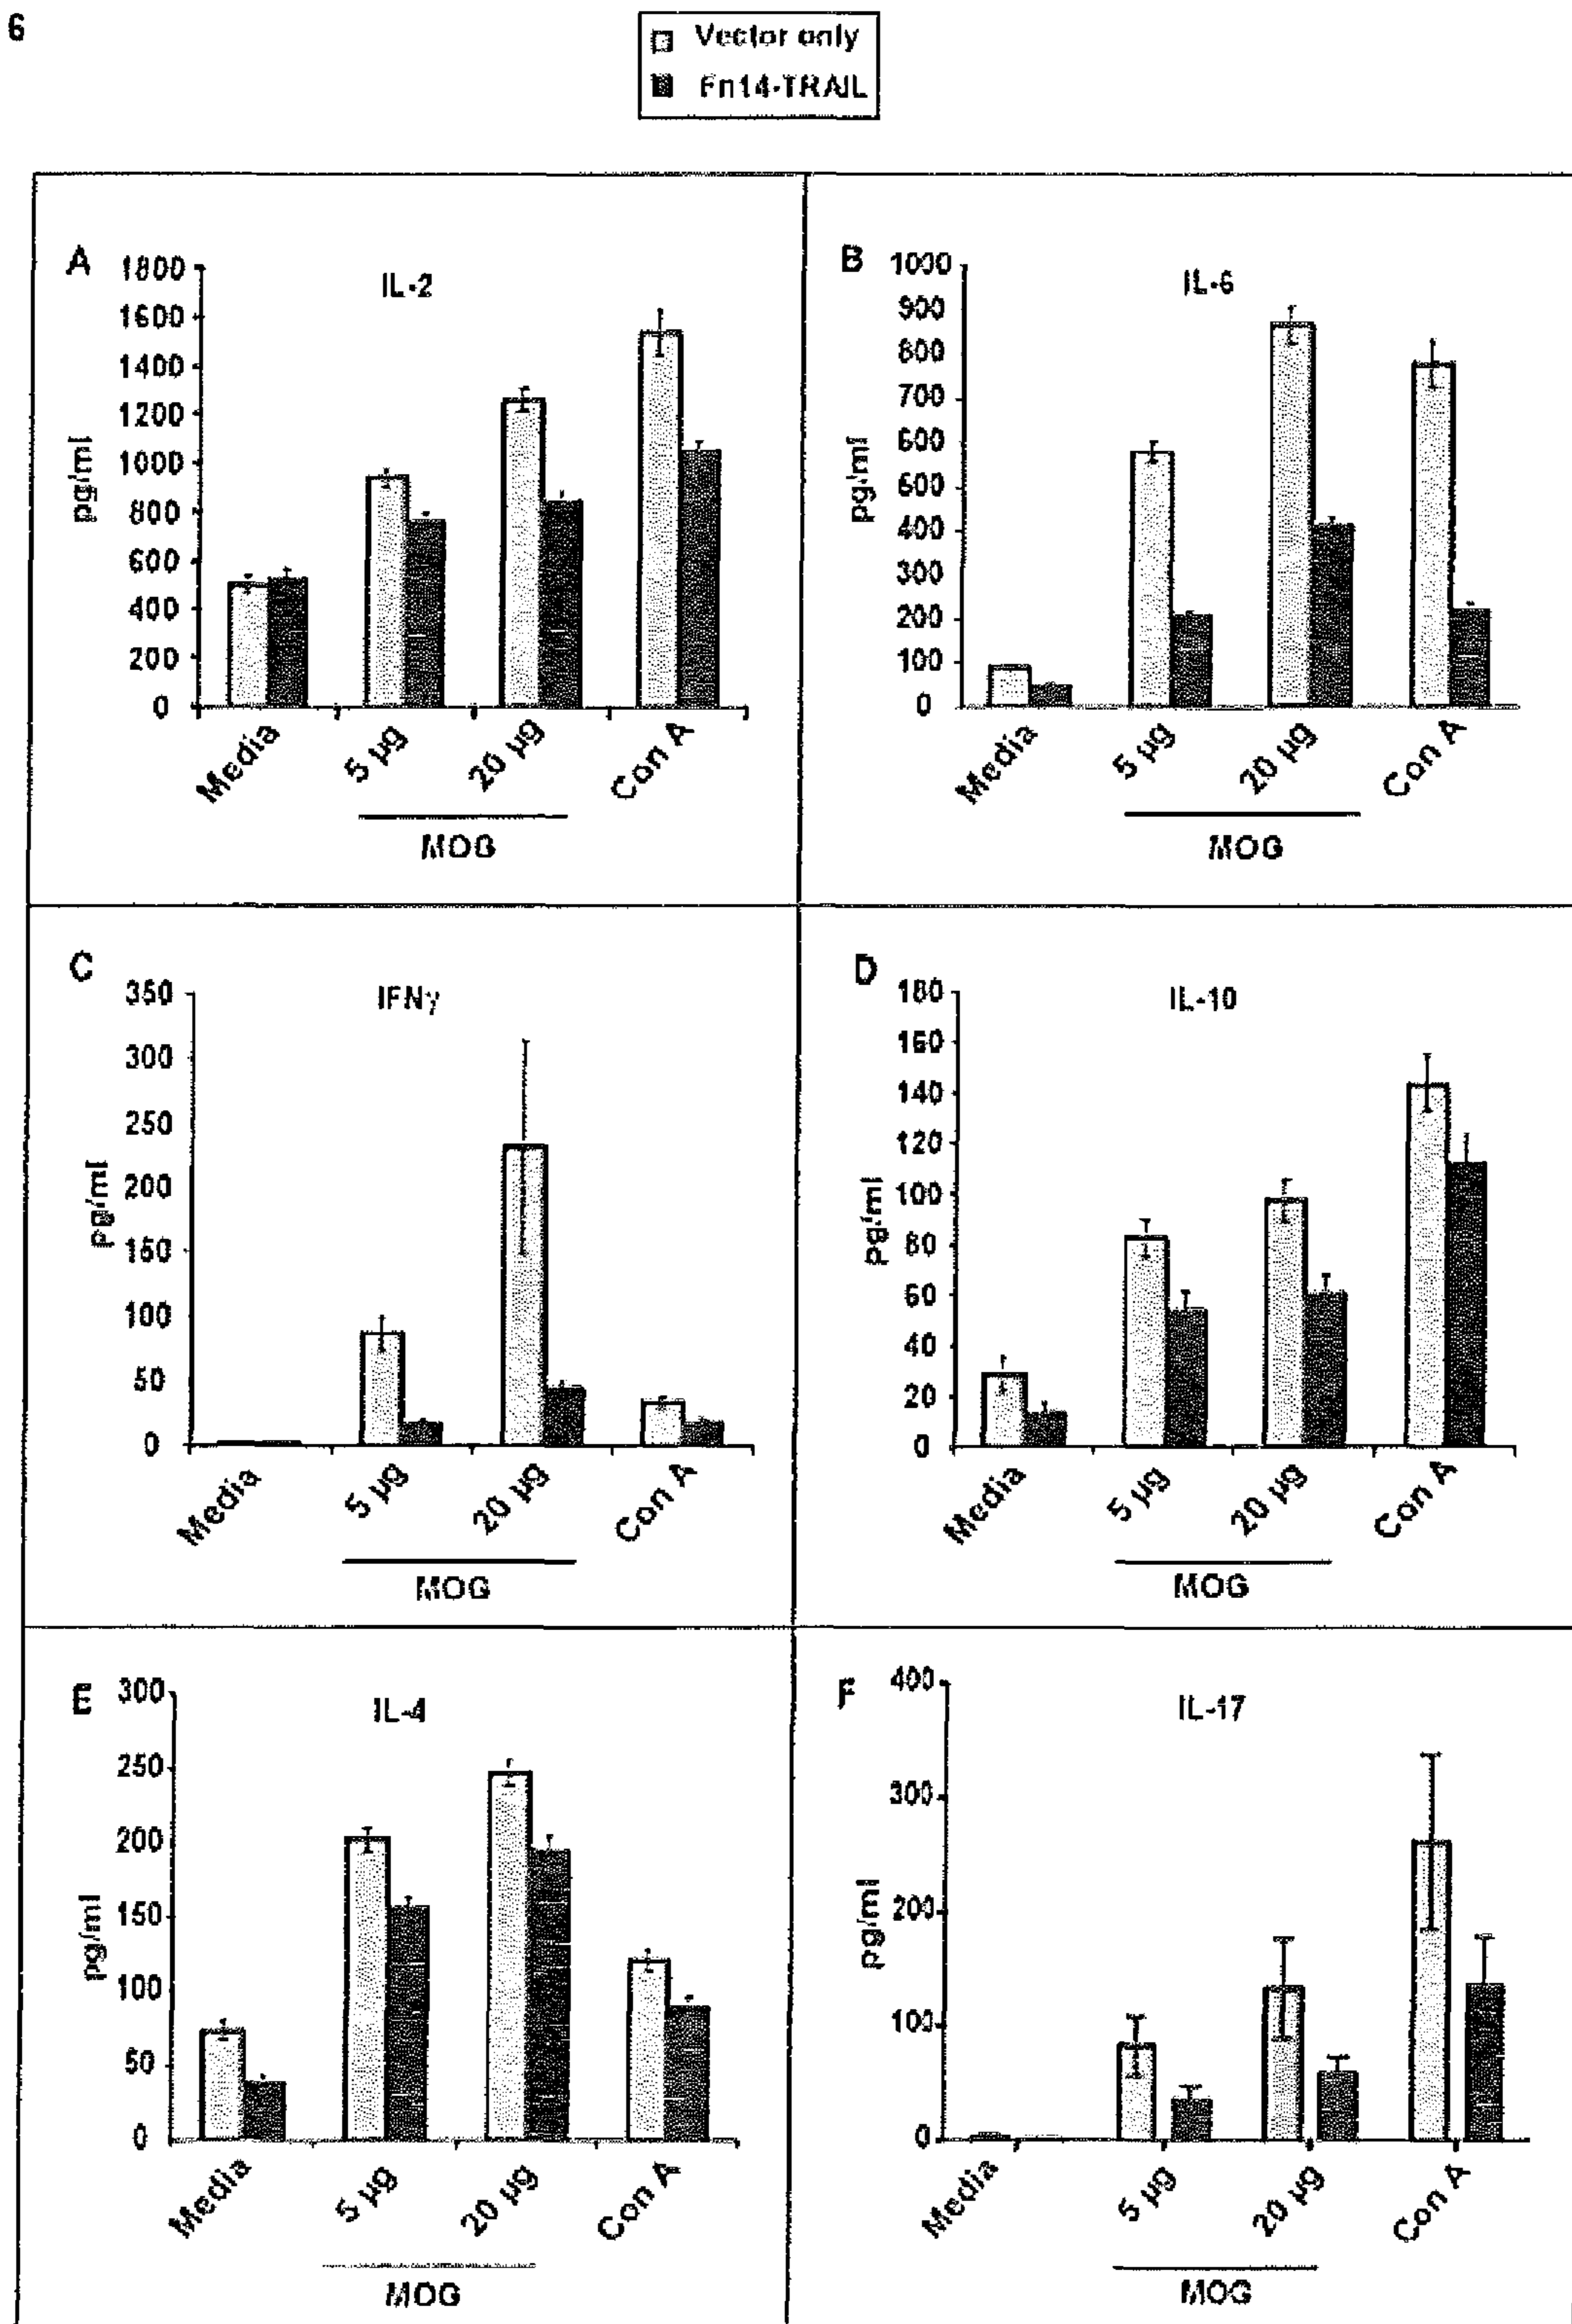 6
Vector only
Fn14-TRAIL
A
IL-2
1800
1600
1400
1200
1000
800
600
400
200
0
pg/ml
Media
5 µg
20 µg
Con A
MOG
B
IL-6
1000
900
800
700
600
500
400
300
200
100
0
pg/ml
Media
5 µg
20 µg
Con A
MOG
C
IFNγ
350
300
250
200
150
100
50
0
pg/ml
Media
5 µg
20 µg
Con A
MOG
D
IL-10
180
160
140
120
100
80
60
40
20
0
pg/ml
Media
5 µg
20 µg
Con A
MOG
E
IL-4
300
250
200
150
100
50
0
pg/ml
Media
5 µg
20 µg
Con A
MOG
F
IL-17
400
300
200
100
0
pg/ml
Media
5 µg
20 µg
Con A
MOG